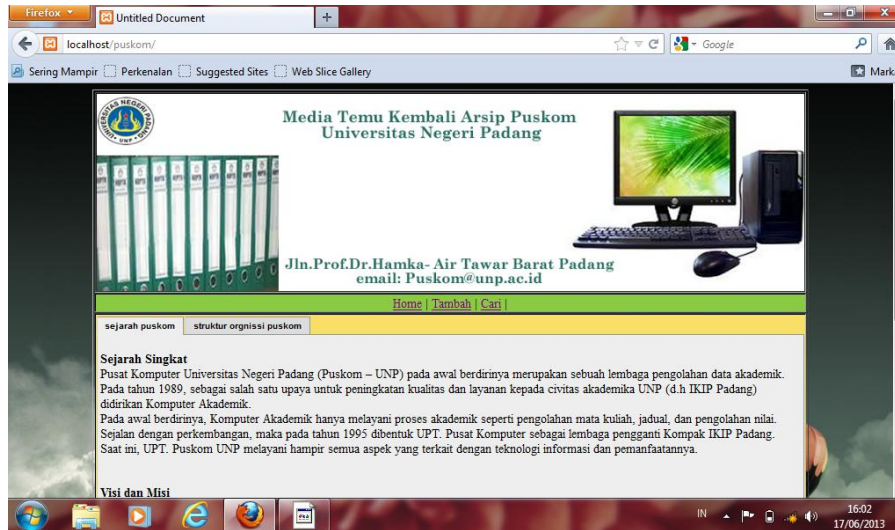 Firefox
Untitled Document
localhost/puskom/
Google
Sering Mampir Perkenalan Suggested Sites Web Slice Gallery
Mark
UNIVERSITAS NEGERI PADANG
UNP
Media Temu Kembali Arsip Puskom
Universitas Negeri Padang
Jln.Prof.Dr.Hamka- Air Tawar Barat Padang
email: Puskom@unp.ac.id
Home | Tambah | Cari |
sejarah puskom struktur orgnissi puskom
Sejarah Singkat
Pusat Komputer Universitas Negeri Padang (Puskom – UNP) pada awal berdirinya merupakan sebuah lembaga pengolahan data akademik.
Pada tahun 1989, sebagai salah satu upaya untuk peningkatan kualitas dan layanan kepada civitas akademika UNP (d.h IKIP Padang)
didirikan Komputer Akademik.
Pada awal berdirinya, Komputer Akademik hanya melayani proses akademik seperti pengolahan mata kuliah, jadual, dan pengolahan nilai.
Sejalan dengan perkembangan, maka pada tahun 1995 dibentuk UPT. Pusat Komputer sebagai lembaga pengganti Kompak IKIP Padang.
Saat ini, UPT. Puskom UNP melayani hampir semua aspek yang terkait dengan teknologi informasi dan pemanfaatannya.
Visi dan Misi
IN
16:02
17/06/2013